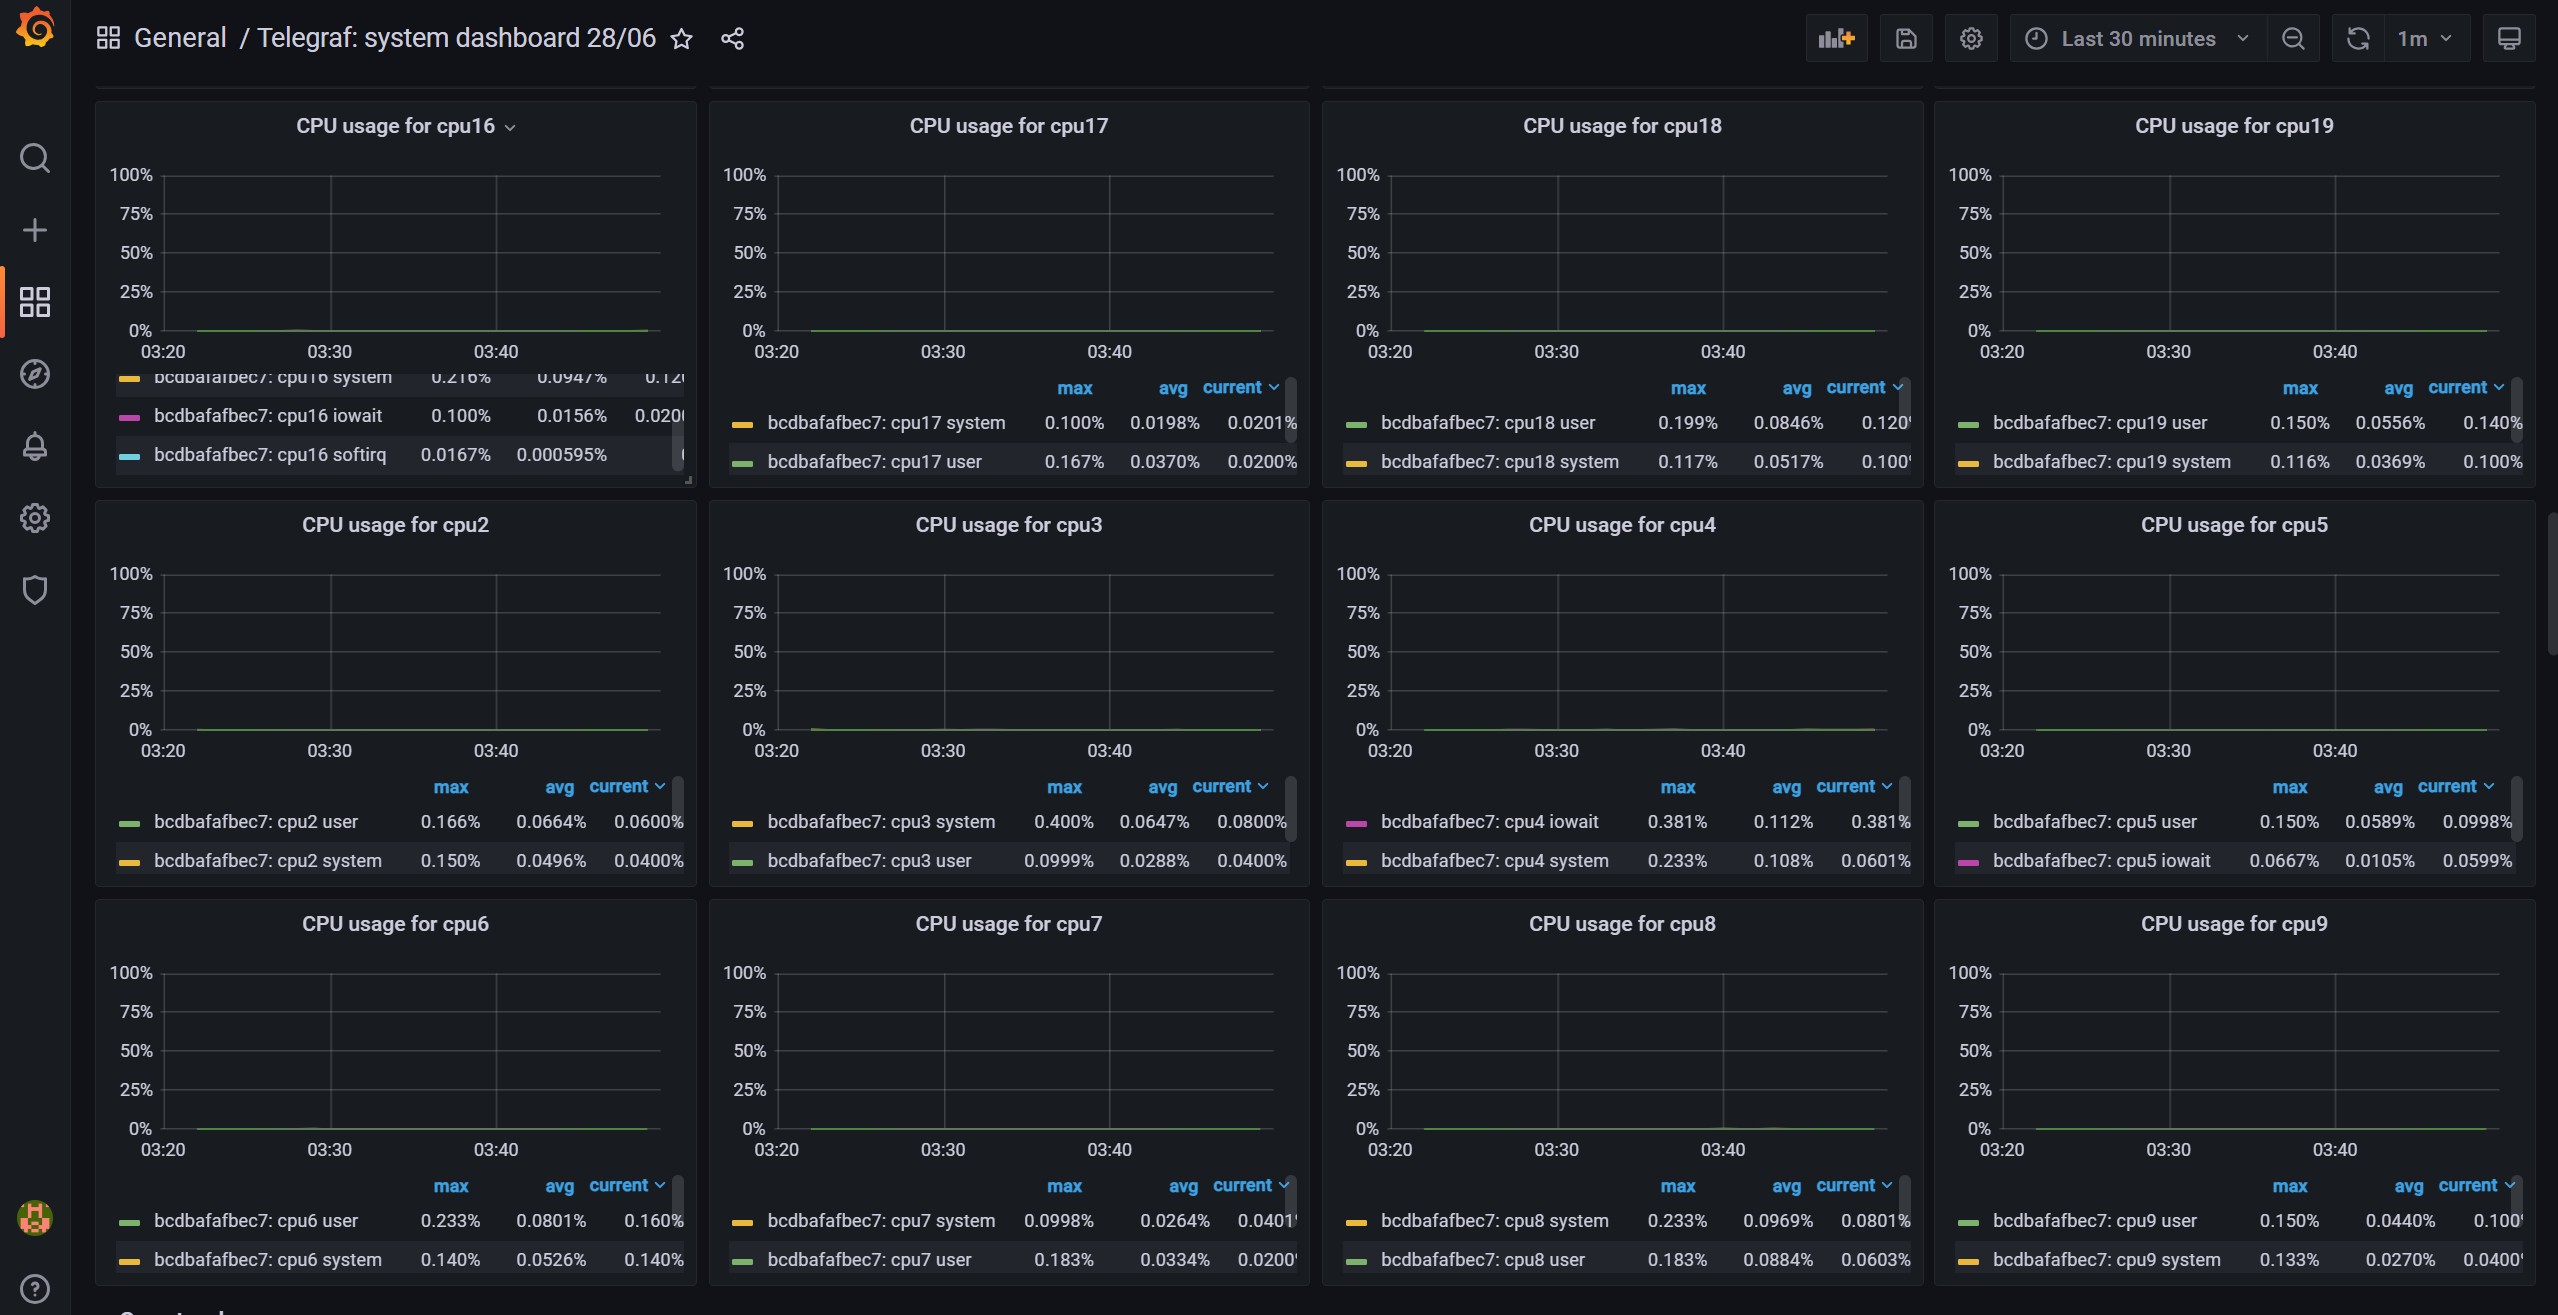 General / Telegraf: system dashboard 28/06
Last 30 minutes
1m
CPU usage for cpu16
100%
75%
50%
25%
0%
03:20 03:30 03:40
bcdbafafbec7: cpu16 system 0.216% 0.0947%
bcdbafafbec7: cpu16 iowait 0.100% 0.0156%
bcdbafafbec7: cpu16 softirq 0.0167% 0.000595%
CPU usage for cpu17
100%
75%
50%
25%
0%
03:20 03:30 03:40
max avg current
bcdbafafbec7: cpu17 system 0.100% 0.0198% 0.0201%
bcdbafafbec7: cpu17 user 0.167% 0.0370% 0.0200%
CPU usage for cpu18
100%
75%
50%
25%
0%
03:20 03:30 03:40
max avg current
bcdbafafbec7: cpu18 user 0.199% 0.0846% 0.120%
bcdbafafbec7: cpu18 system 0.117% 0.0517% 0.100%
CPU usage for cpu19
100%
75%
50%
25%
0%
03:20 03:30 03:40
max avg current
bcdbafafbec7: cpu19 user 0.150% 0.0556% 0.140%
bcdbafafbec7: cpu19 system 0.116% 0.0369% 0.100%
CPU usage for cpu2
100%
75%
50%
25%
0%
03:20 03:30 03:40
max avg current
bcdbafafbec7: cpu2 user 0.166% 0.0664% 0.0600%
bcdbafafbec7: cpu2 system 0.150% 0.0496% 0.0400%
CPU usage for cpu3
100%
75%
50%
25%
0%
03:20 03:30 03:40
max avg current
bcdbafafbec7: cpu3 system 0.400% 0.0647% 0.0800%
bcdbafafbec7: cpu3 user 0.0999% 0.0288% 0.0400%
CPU usage for cpu4
100%
75%
50%
25%
0%
03:20 03:30 03:40
max avg current
bcdbafafbec7: cpu4 iowait 0.381% 0.112% 0.381%
bcdbafafbec7: cpu4 system 0.233% 0.108% 0.0601%
CPU usage for cpu5
100%
75%
50%
25%
0%
03:20 03:30 03:40
max avg current
bcdbafafbec7: cpu5 user 0.150% 0.0589% 0.0998%
bcdbafafbec7: cpu5 iowait 0.0667% 0.0105% 0.0599%
CPU usage for cpu6
100%
75%
50%
25%
0%
03:20 03:30 03:40
max avg current
bcdbafafbec7: cpu6 user 0.233% 0.0801% 0.160%
bcdbafafbec7: cpu6 system 0.140% 0.0526% 0.140%
CPU usage for cpu7
100%
75%
50%
25%
0%
03:20 03:30 03:40
max avg current
bcdbafafbec7: cpu7 system 0.0998% 0.0264% 0.0401%
bcdbafafbec7: cpu7 user 0.183% 0.0334% 0.0200%
CPU usage for cpu8
100%
75%
50%
25%
0%
03:20 03:30 03:40
max avg current
bcdbafafbec7: cpu8 system 0.233% 0.0969% 0.0801%
bcdbafafbec7: cpu8 user 0.183% 0.0884% 0.0603%
CPU usage for cpu9
100%
75%
50%
25%
0%
03:20 03:30 03:40
max avg current
bcdbafafbec7: cpu9 user 0.150% 0.0440% 0.100%
bcdbafafbec7: cpu9 system 0.133% 0.0270% 0.0400%